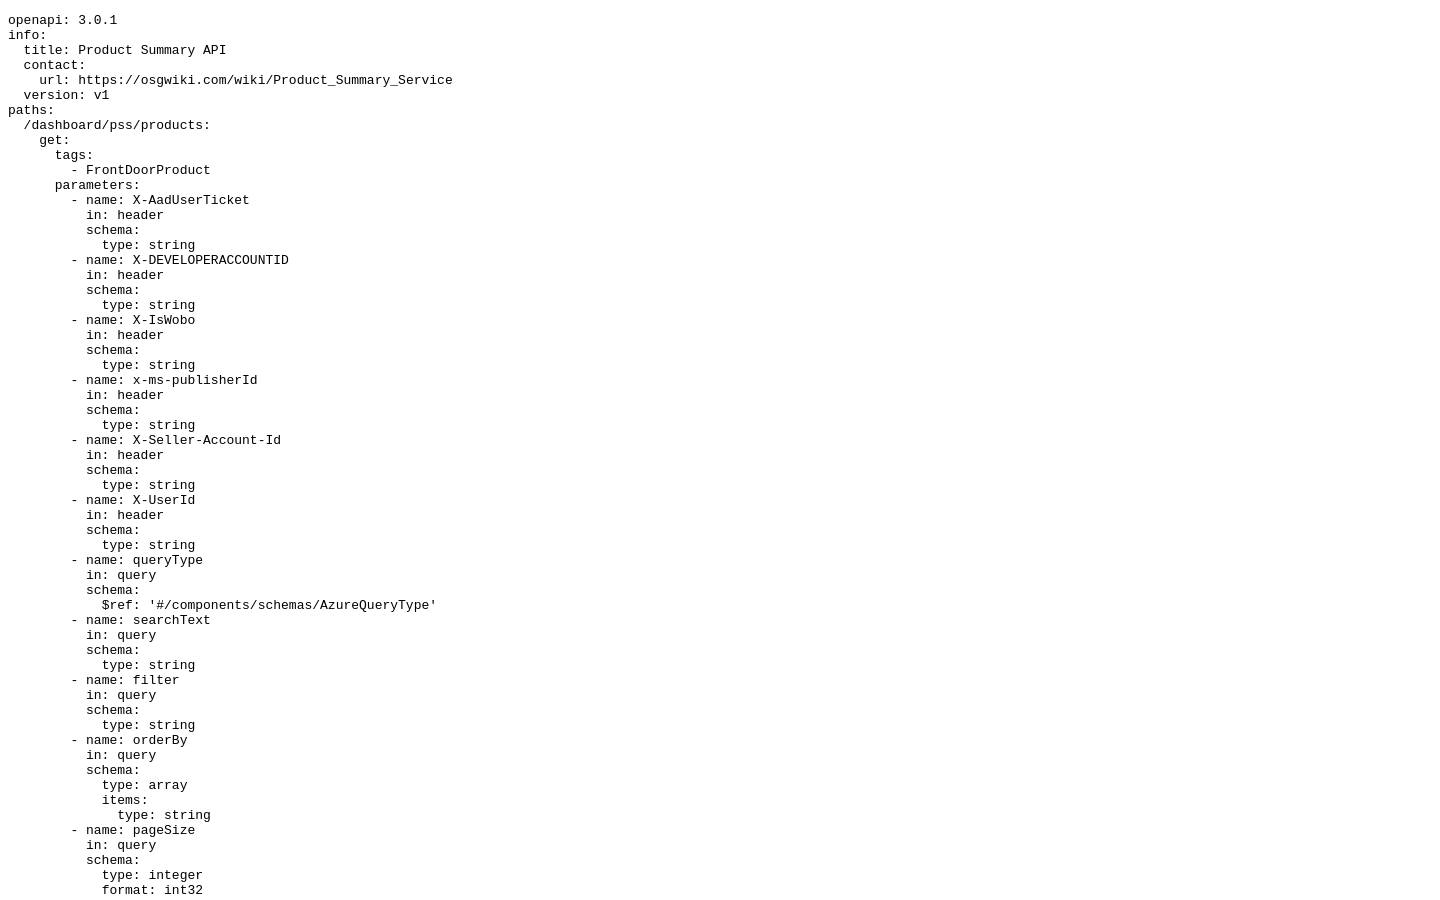 openapi: 3.0.1
info:
  title: Product Summary API
  contact:
    url: https://osgwiki.com/wiki/Product_Summary_Service
  version: v1
paths:
  /dashboard/pss/products:
    get:
      tags:
        - FrontDoorProduct
      parameters:
        - name: X-AadUserTicket
          in: header
          schema:
            type: string
        - name: X-DEVELOPERACCOUNTID
          in: header
          schema:
            type: string
        - name: X-IsWobo
          in: header
          schema:
            type: string
        - name: x-ms-publisherId
          in: header
          schema:
            type: string
        - name: X-Seller-Account-Id
          in: header
          schema:
            type: string
        - name: X-UserId
          in: header
          schema:
            type: string
        - name: queryType
          in: query
          schema:
            $ref: '#/components/schemas/AzureQueryType'
        - name: searchText
          in: query
          schema:
            type: string
        - name: filter
          in: query
          schema:
            type: string
        - name: orderBy
          in: query
          schema:
            type: array
            items:
              type: string
        - name: pageSize
          in: query
          schema:
            type: integer
            format: int32